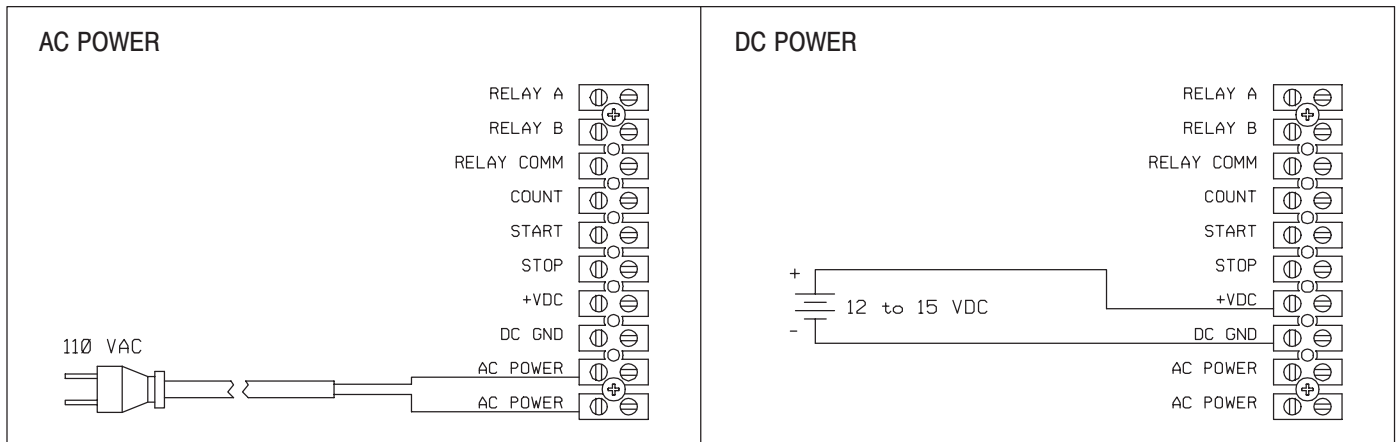 AC POWER
RELAY A
RELAY B
RELAY COMM
COUNT
START
STOP
+VDC
DC GND
110 VAC
AC POWER
AC POWER
DC POWER
RELAY A
RELAY B
RELAY COMM
COUNT
START
STOP
+
12 to 15 VDC
+VDC
-
DC GND
AC POWER
AC POWER